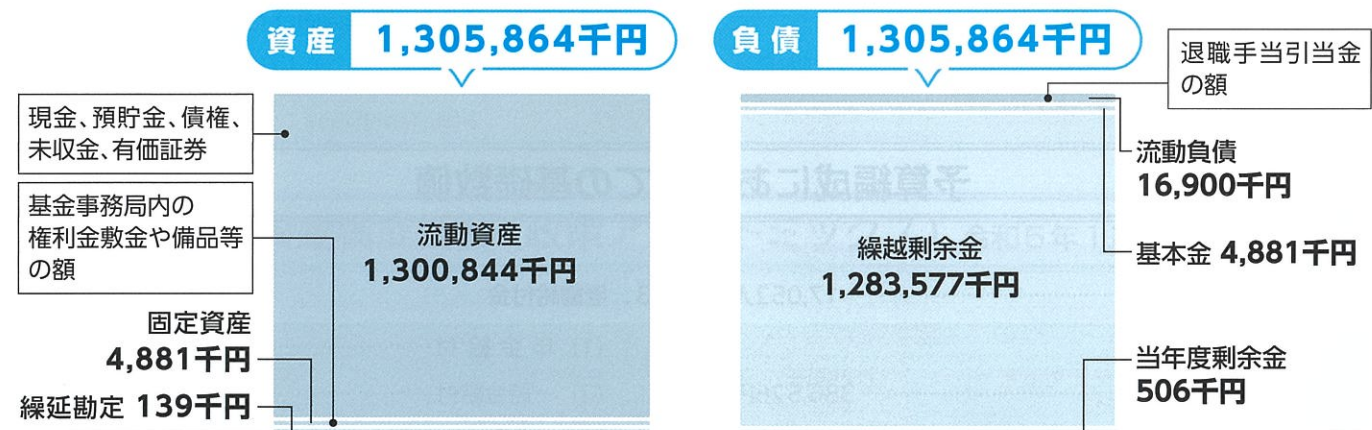 資産 1,305,864千円
負債 1,305,864千円
現金、預貯金、債権、
未収金、有価証券
基金事務局内の
権利金敷金や備品等
の額
固定資産
4,881千円
繰延勘定 139千円
流動資産
1,300,844千円
繰越剰余金
1,283,577千円
退職手当引当金
の額
流動負債
16,900千円
基本金 4,881千円
当年度剰余金
506千円